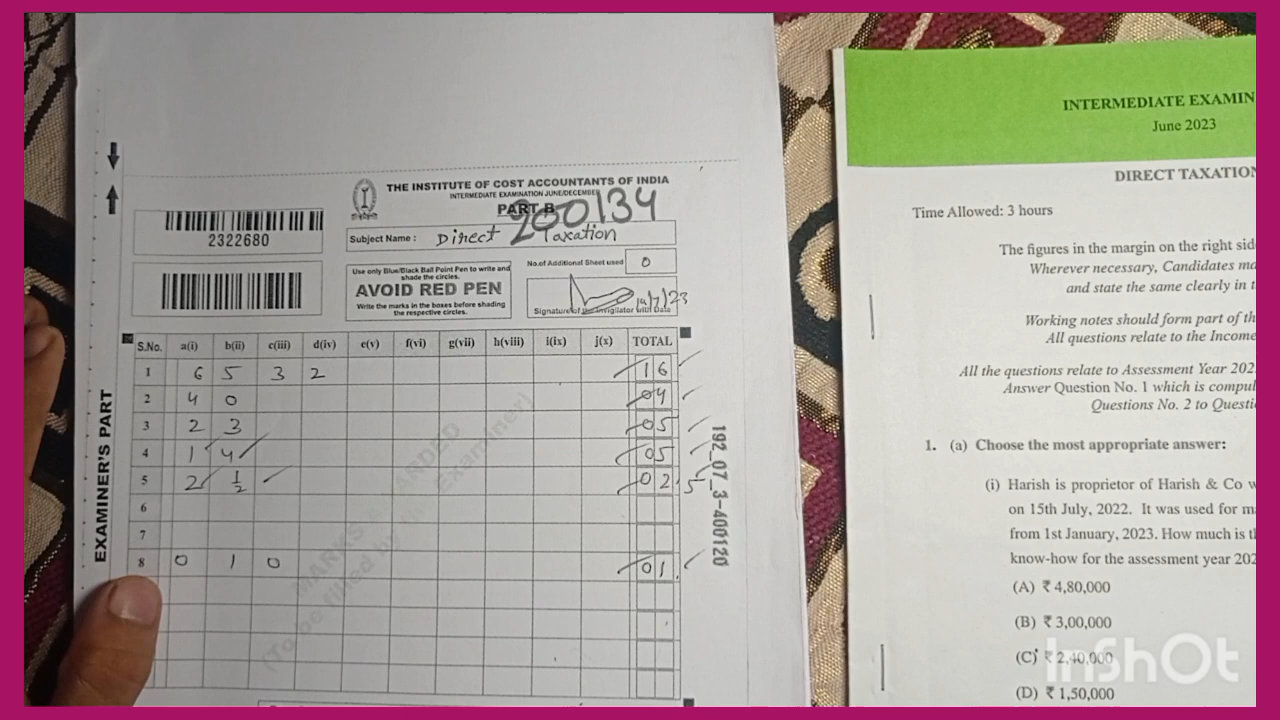 THE INSTITUTE OF COST ACCOUNTANTS OF INDIA
INTERMEDIATE EXAMINATION JUNE/DECEMBER
PART B
200134
2322680
Subject Name : Direct Taxation
No.of Additional Sheet used 0
Use only Blue/Black Ball Point Pen to write and
shade the circles.
AVOID RED PEN
Write the marks in the boxes before shading
the respective circles.
Signature of the Invigilator with Date
EXAMINER'S PART
S.No. a(i) b(ii) c(iii) d(iv) e(v) f(vi) g(vii) h(viii) i(ix) j(x) TOTAL
1 6 5 3 2 16
2 4 0 04
3 2 3 05
4 1 4 05
5 2 1/2 02.5
6
7
8 0 1 0 01
192_07_3-400120
INTERMEDIATE EXAMIN
June 2023
DIRECT TAXATION
Time Allowed: 3 hours
The figures in the margin on the right sid
Wherever necessary, Candidates ma
and state the same clearly in t
Working notes should form part of th
All questions relate to the Income
All the questions relate to Assessment Year 202
Answer Question No. 1 which is compul
Questions No. 2 to Questi
1. (a) Choose the most appropriate answer:
(i) Harish is proprietor of Harish & Co w
on 15th July, 2022. It was used for m
from 1st January, 2023. How much is t
know-how for the assessment year 202
(A) ₹ 4,80,000
(B) ₹ 3,00,000
(C) ₹ 2,40,000
(D) ₹ 1,50,000
InShOt